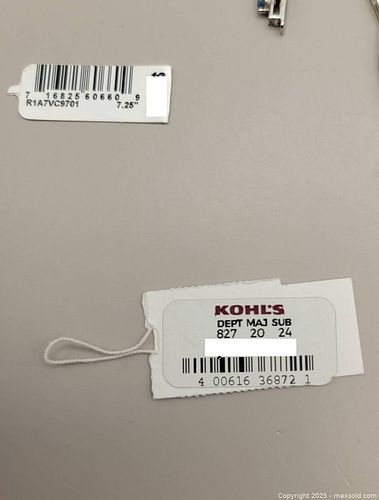 7 16825 60660 9
R1A7VC9701 7.25"
KOHL'S
DEPT MAJ SUB
827 20 24
4 00616 36872 1
Copyright 2025 - maxsold.com